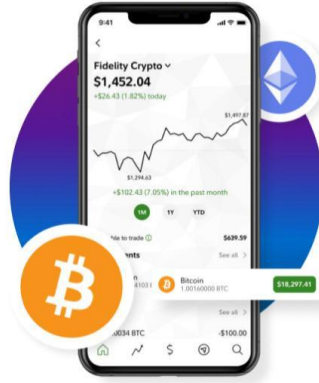 9:41
Fidelity Crypto
$1,452.04
+$26.43 (1.82%) today
$1,497.87
$1,294.63
+$102.43 (7.05%) in the past month
1M 1Y YTD
to trade $639.59
See all
Bitcoin
1.00160000 BTC
$18,297.41
See all
0034 BTC -$100.00